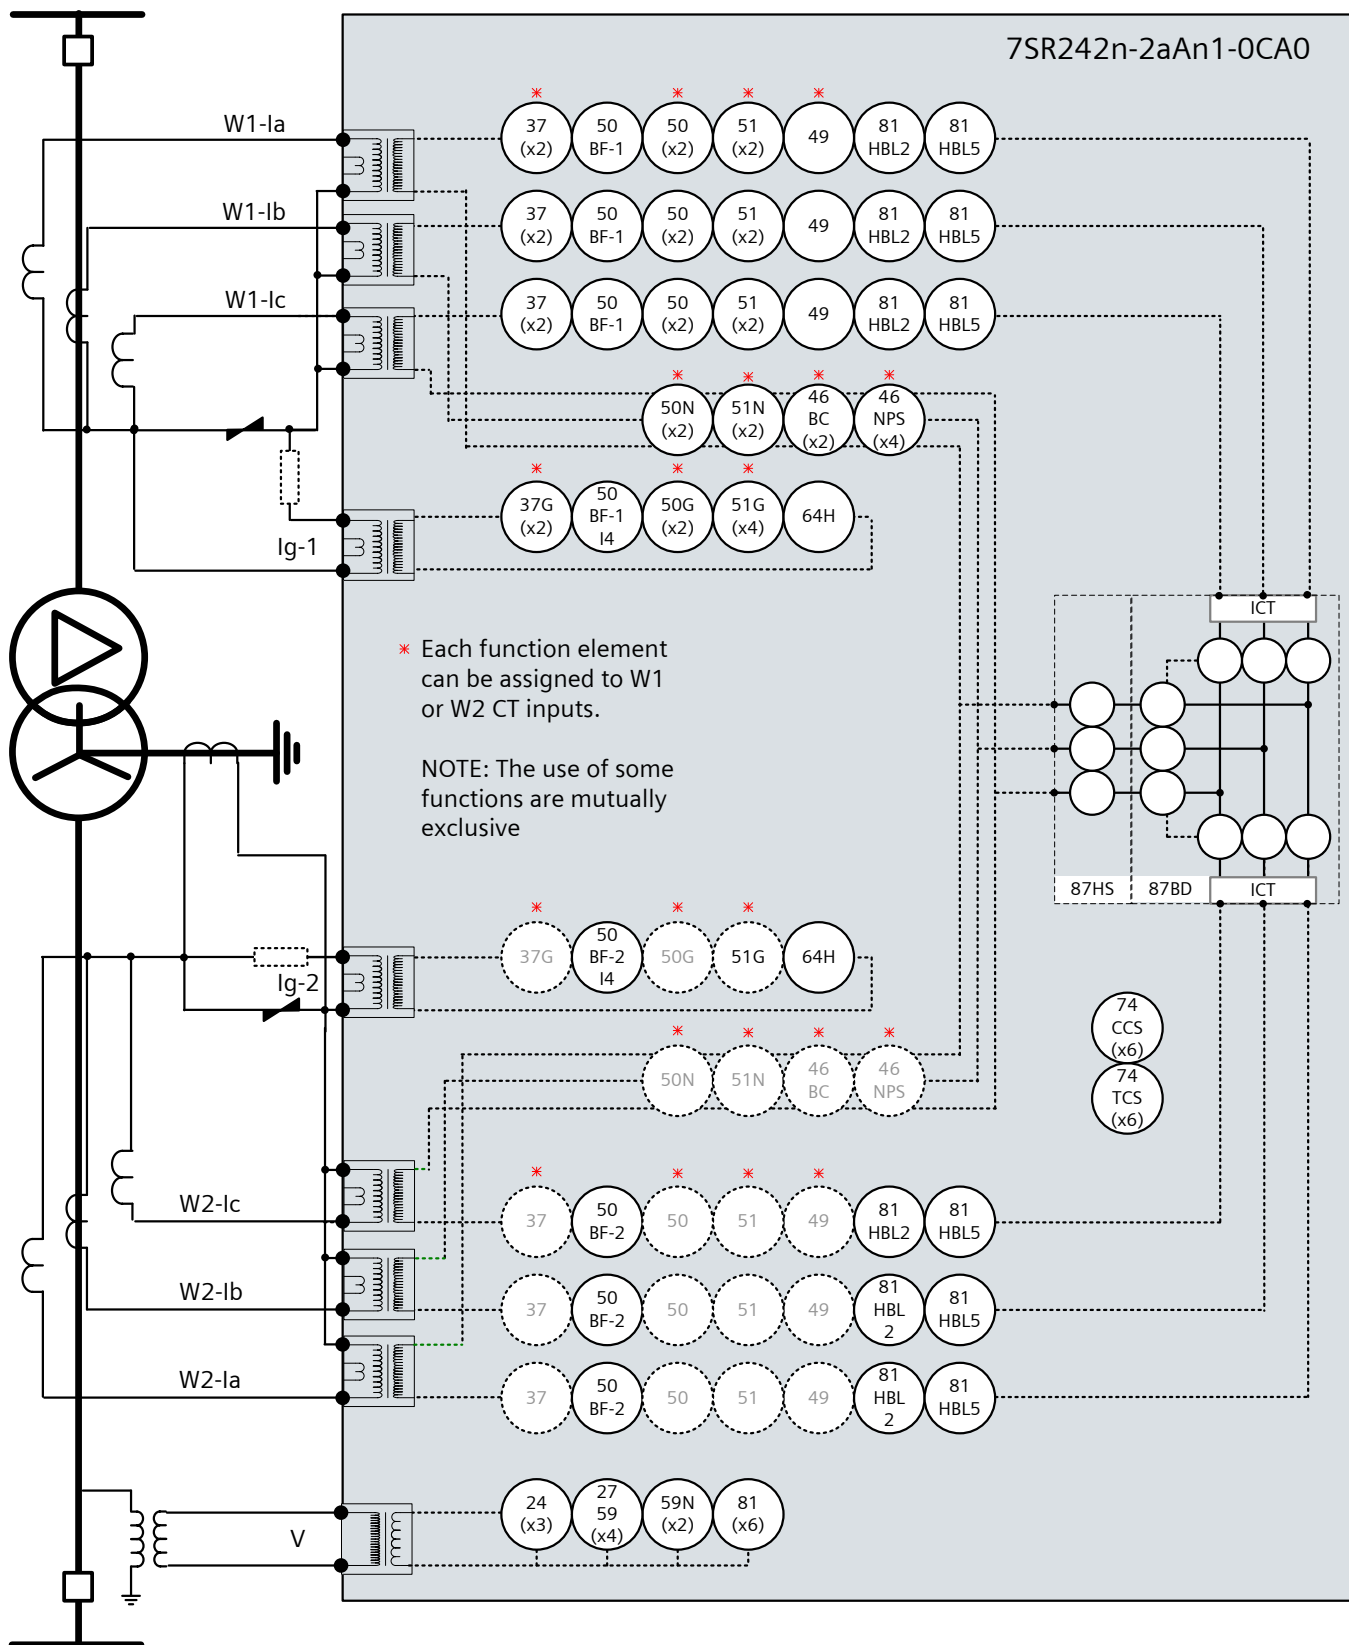 7SR242n-2aAn1-0CA0
W1-Ia
37 (x2)
50 BF-1
50 (x2)
51 (x2)
49
81 HBL2
81 HBL5
W1-Ib
37 (x2)
50 BF-1
50 (x2)
51 (x2)
49
81 HBL2
81 HBL5
W1-Ic
37 (x2)
50 BF-1
50 (x2)
51 (x2)
49
81 HBL2
81 HBL5
50N (x2)
51N (x2)
46 BC (x2)
46 NPS (x4)
Ig-1
37G (x2)
50 BF-1 I4
50G (x2)
51G (x4)
64H
ICT
* Each function element
can be assigned to W1
or W2 CT inputs.
NOTE: The use of some
functions are mutually
exclusive
87HS
87BD
ICT
Ig-2
37G
50 BF-2 I4
50G
51G
64H
74 CCS (x6)
74 TCS (x6)
50N
51N
46 BC
46 NPS
W2-Ic
37
50 BF-2
50
51
49
81 HBL2
81 HBL5
W2-Ib
37
50 BF-2
50
51
49
81 HBL 2
81 HBL5
W2-Ia
37
50 BF-2
50
51
49
81 HBL 2
81 HBL5
V
24 (x3)
27 59 (x4)
59N (x2)
81 (x6)